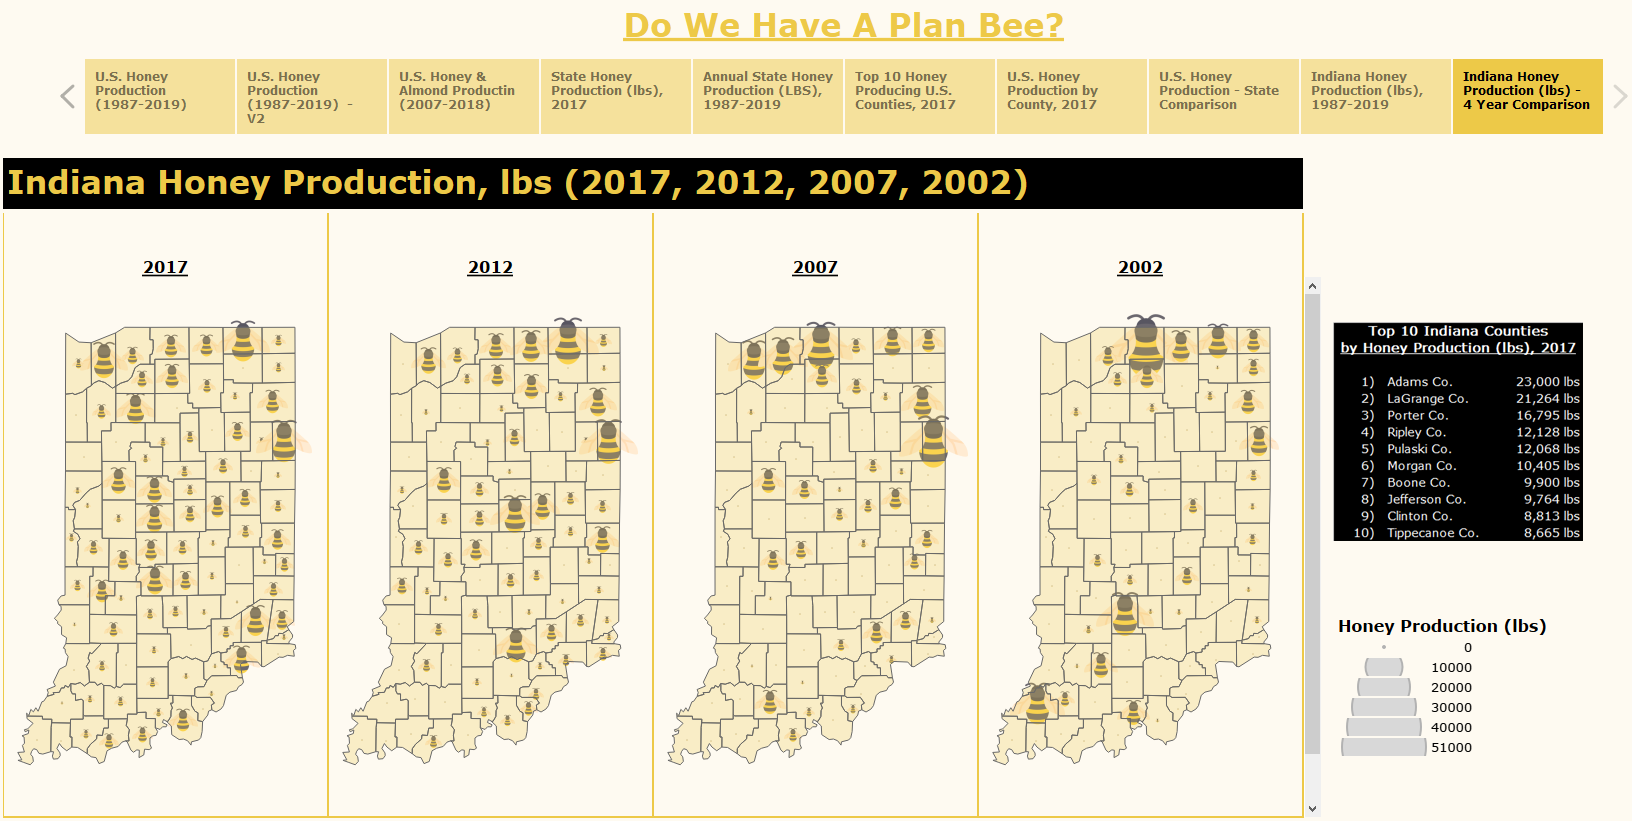 Do We Have A Plan Bee?
U.S. Honey
Production
(1987-2019)
U.S. Honey
Production
(1987-2019) -
V2
U.S. Honey &
Almond Productin
(2007-2018)
State Honey
Production (lbs),
2017
Annual State Honey
Production (LBS),
1987-2019
Top 10 Honey
Producing U.S.
Counties, 2017
U.S. Honey
Production by
County, 2017
U.S. Honey
Production - State
Comparison
Indiana Honey
Production (lbs),
1987-2019
Indiana Honey
Production (lbs) -
4 Year Comparison
Indiana Honey Production, lbs (2017, 2012, 2007, 2002)
2017
2012
2007
2002
Top 10 Indiana Counties
by Honey Production (lbs), 2017
1) Adams Co. 23,000 lbs
2) LaGrange Co. 21,264 lbs
3) Porter Co. 16,795 lbs
4) Ripley Co. 12,128 lbs
5) Pulaski Co. 12,068 lbs
6) Morgan Co. 10,405 lbs
7) Boone Co. 9,900 lbs
8) Jefferson Co. 9,764 lbs
9) Clinton Co. 8,813 lbs
10) Tippecanoe Co. 8,665 lbs
Honey Production (lbs)
0
10000
20000
30000
40000
51000